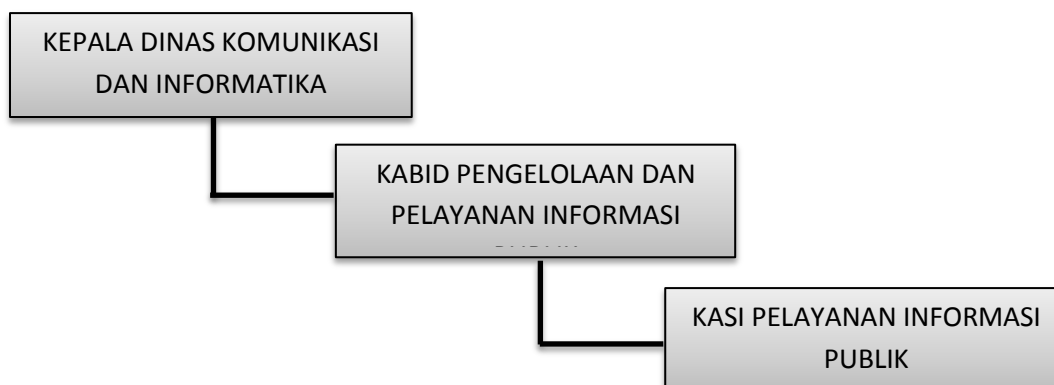 KEPALA DINAS KOMUNIKASI
DAN INFORMATIKA
KABID PENGELOLAAN DAN
PELAYANAN INFORMASI
KASI PELAYANAN INFORMASI
PUBLIK